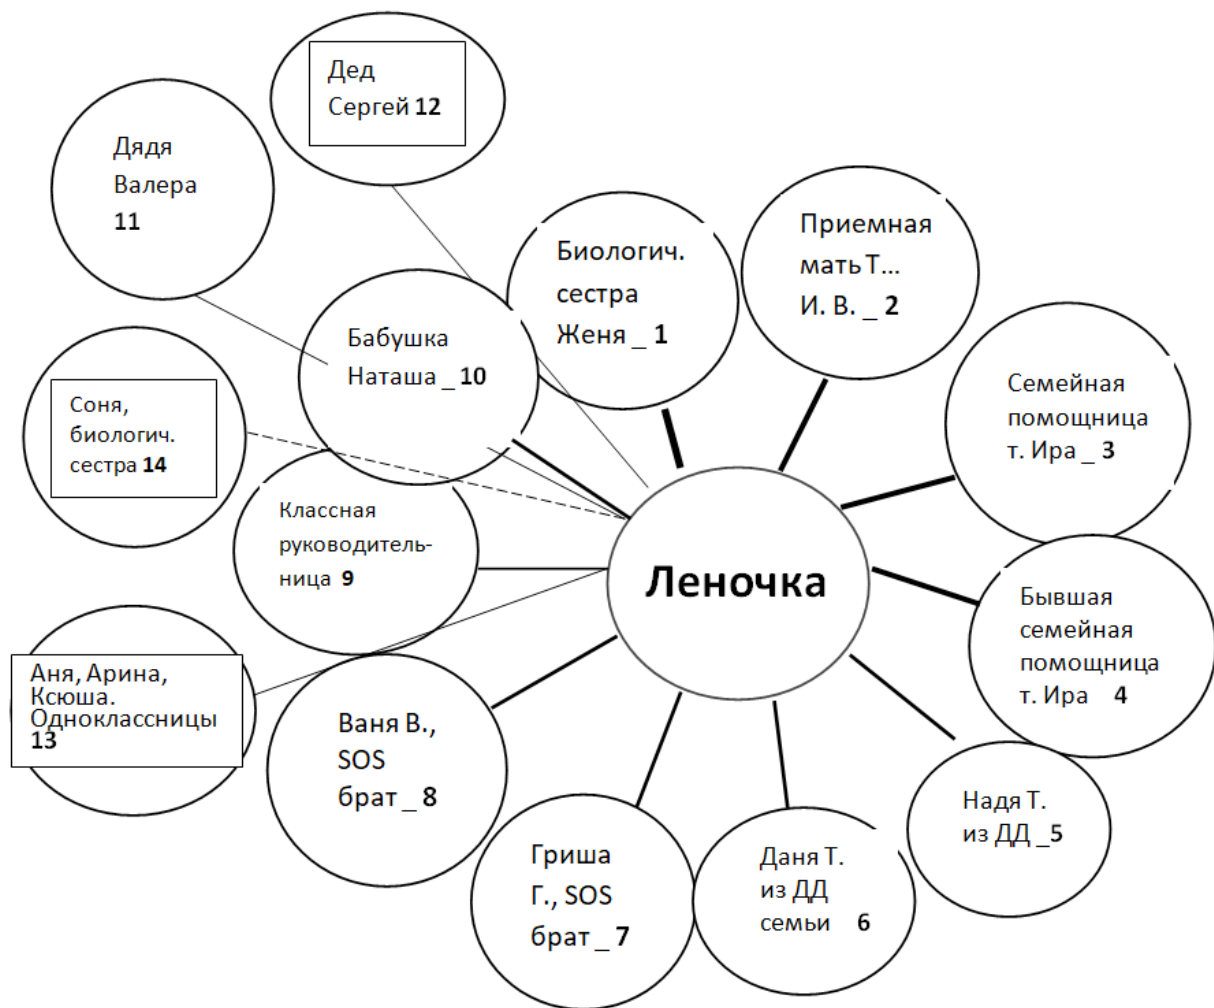 Дед
Сергей 12
Дядя
Валера
11
Биологич.
сестра
Женя _ 1
Приемная
мать Т...
И. В. _ 2
Бабушка
Наташа _ 10
Семейная
помощница
т. Ира _ 3
Соня,
биологич.
сестра 14
Классная
руководитель-
ница 9
Леночка
Бывшая
семейная
помощница
т. Ира 4
Аня, Арина,
Ксюша.
Одноклассницы
13
Ваня В.,
SOS
брат _ 8
Надя Т.
из ДД _5
Гриша
Г., SOS
брат _ 7
Даня Т.
из ДД
семьи 6